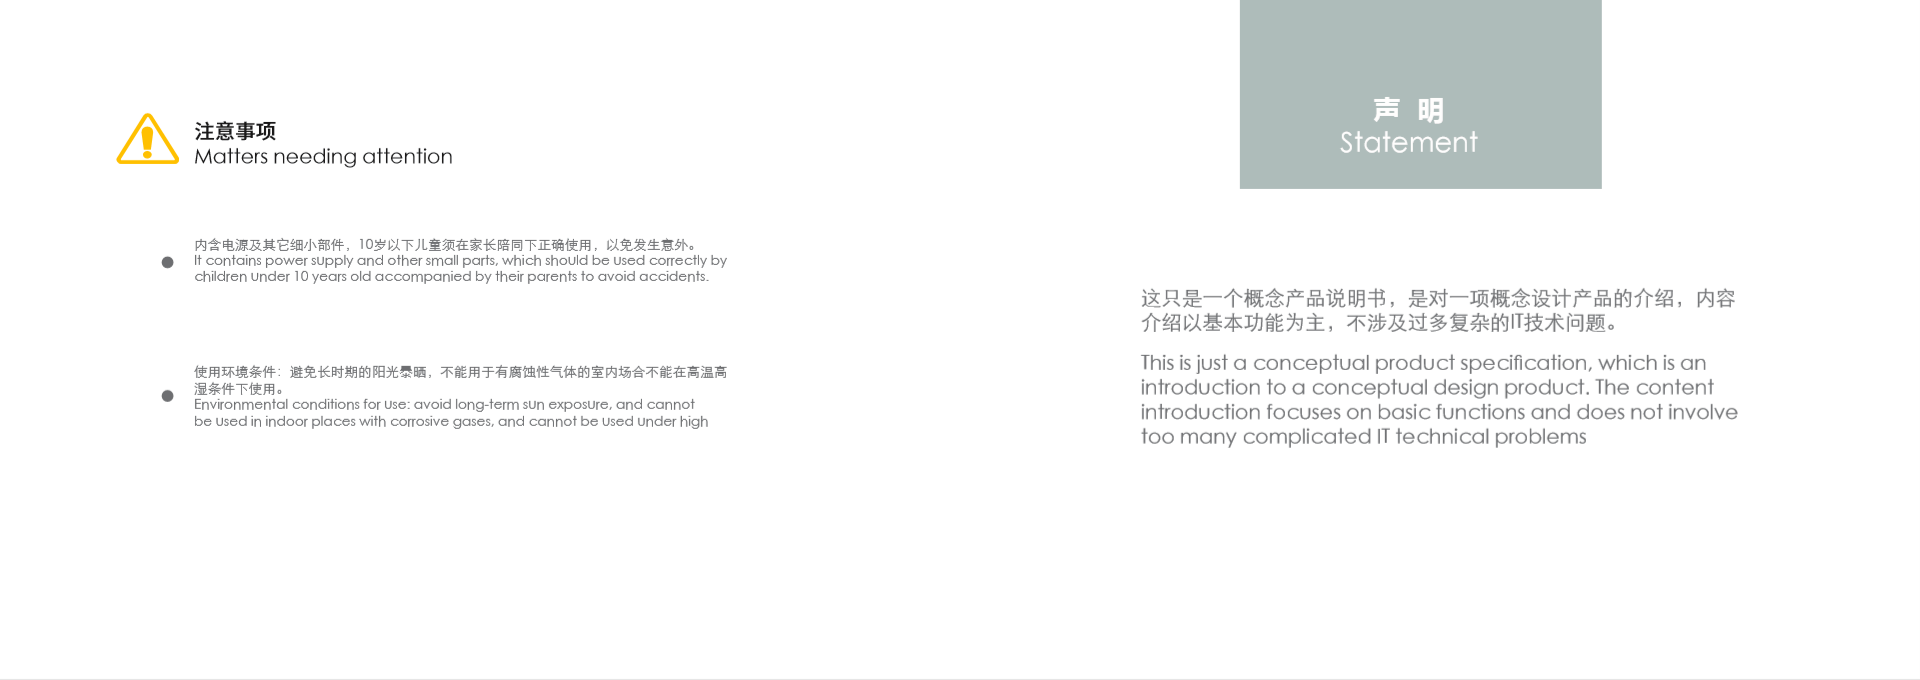 注意事项
Matters needing attention
内含电源及其它细小部件，10岁以下儿童须在家长陪同下正确使用，以免发生意外。
It contains power supply and other small parts, which should be used correctly by
children under 10 years old accompanied by their parents to avoid accidents.
使用环境条件：避免长时期的阳光暴晒，不能用于有腐蚀性气体的室内场合不能在高温高
湿条件下使用。
Environmental conditions for use: avoid long-term sun exposure, and cannot
be used in indoor places with corrosive gases, and cannot be used under high
声 明
Statement
这只是一个概念产品说明书，是对一项概念设计产品的介绍，内容
介绍以基本功能为主，不涉及过多复杂的IT技术问题。
This is just a conceptual product specification, which is an
introduction to a conceptual design product. The content
introduction focuses on basic functions and does not involve
too many complicated IT technical problems